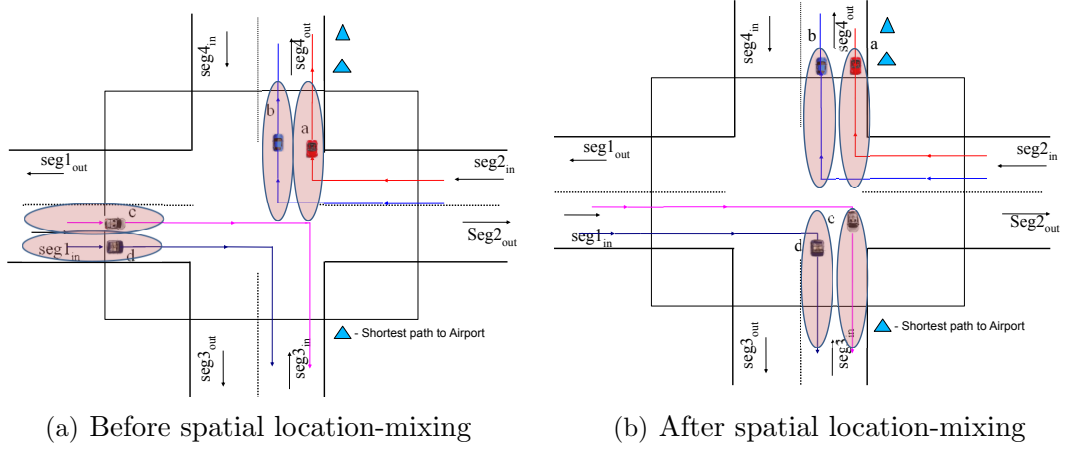 seg4in
seg4out
b
a
seg1out
seg2in
c
Seg2out
seg1in
d
- Shortest path to Airport
seg3out
seg3in
(a) Before spatial location-mixing
seg4in
seg4out
b
a
seg1out
seg2in
c
seg1in
Seg2out
d
- Shortest path to Airport
seg3out
seg3in
(b) After spatial location-mixing